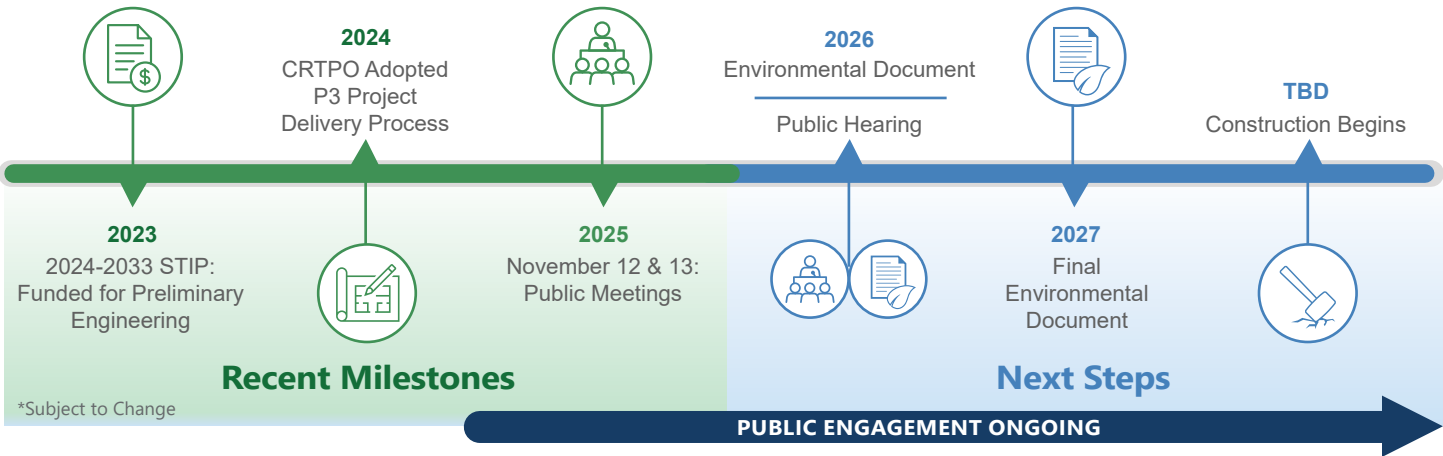 2023
2024-2033 STIP:
Funded for Preliminary
Engineering
2024
CRTPO Adopted
P3 Project
Delivery Process
2025
November 12 & 13:
Public Meetings
2026
Environmental Document
Public Hearing
2027
Final
Environmental
Document
TBD
Construction Begins
Recent Milestones
Next Steps
*Subject to Change
PUBLIC ENGAGEMENT ONGOING
$